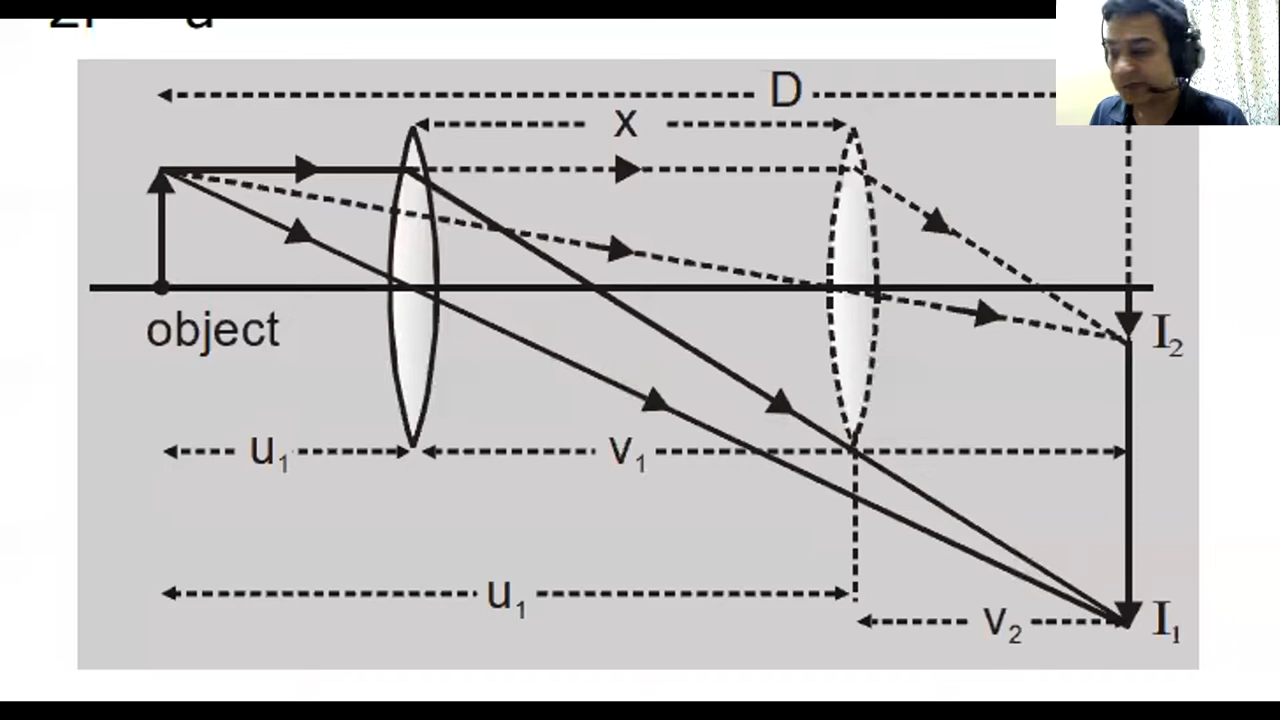 D
x
object
I₂
u₁ v₁
u₁
v₂ I₁